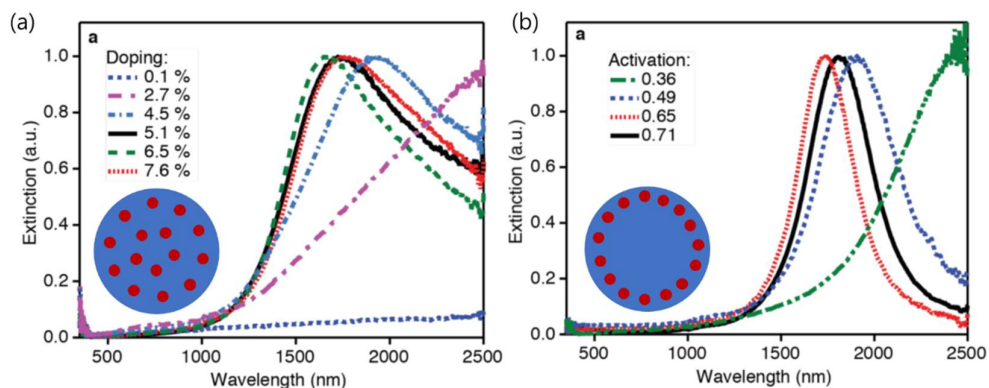 (a)
a
Doping:
0.1 %
2.7 %
4.5 %
5.1 %
6.5 %
7.6 %
Extinction (a.u.)
1.0
0.8
0.6
0.4
0.2
0.0
500 1000 1500 2000 2500
Wavelength (nm)
(b)
a
Activation:
0.36
0.49
0.65
0.71
Extinction (a.u.)
1.0
0.8
0.6
0.4
0.2
0.0
500 1000 1500 2000 2500
Wavelength (nm)